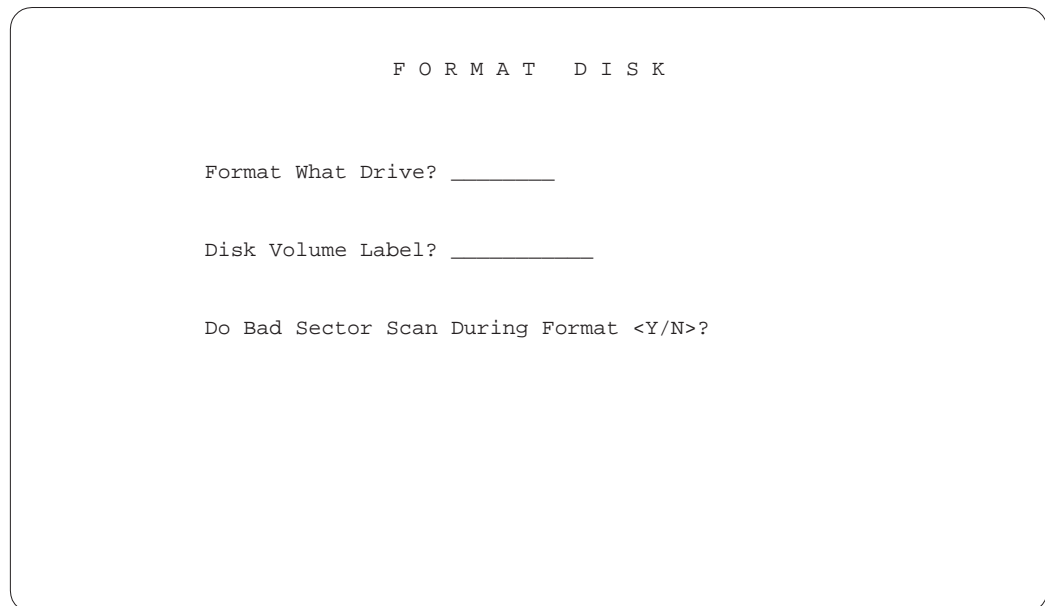 F O R M A T   D I S K
Format What Drive? ________
Disk Volume Label? ___________
Do Bad Sector Scan During Format <Y/N>?